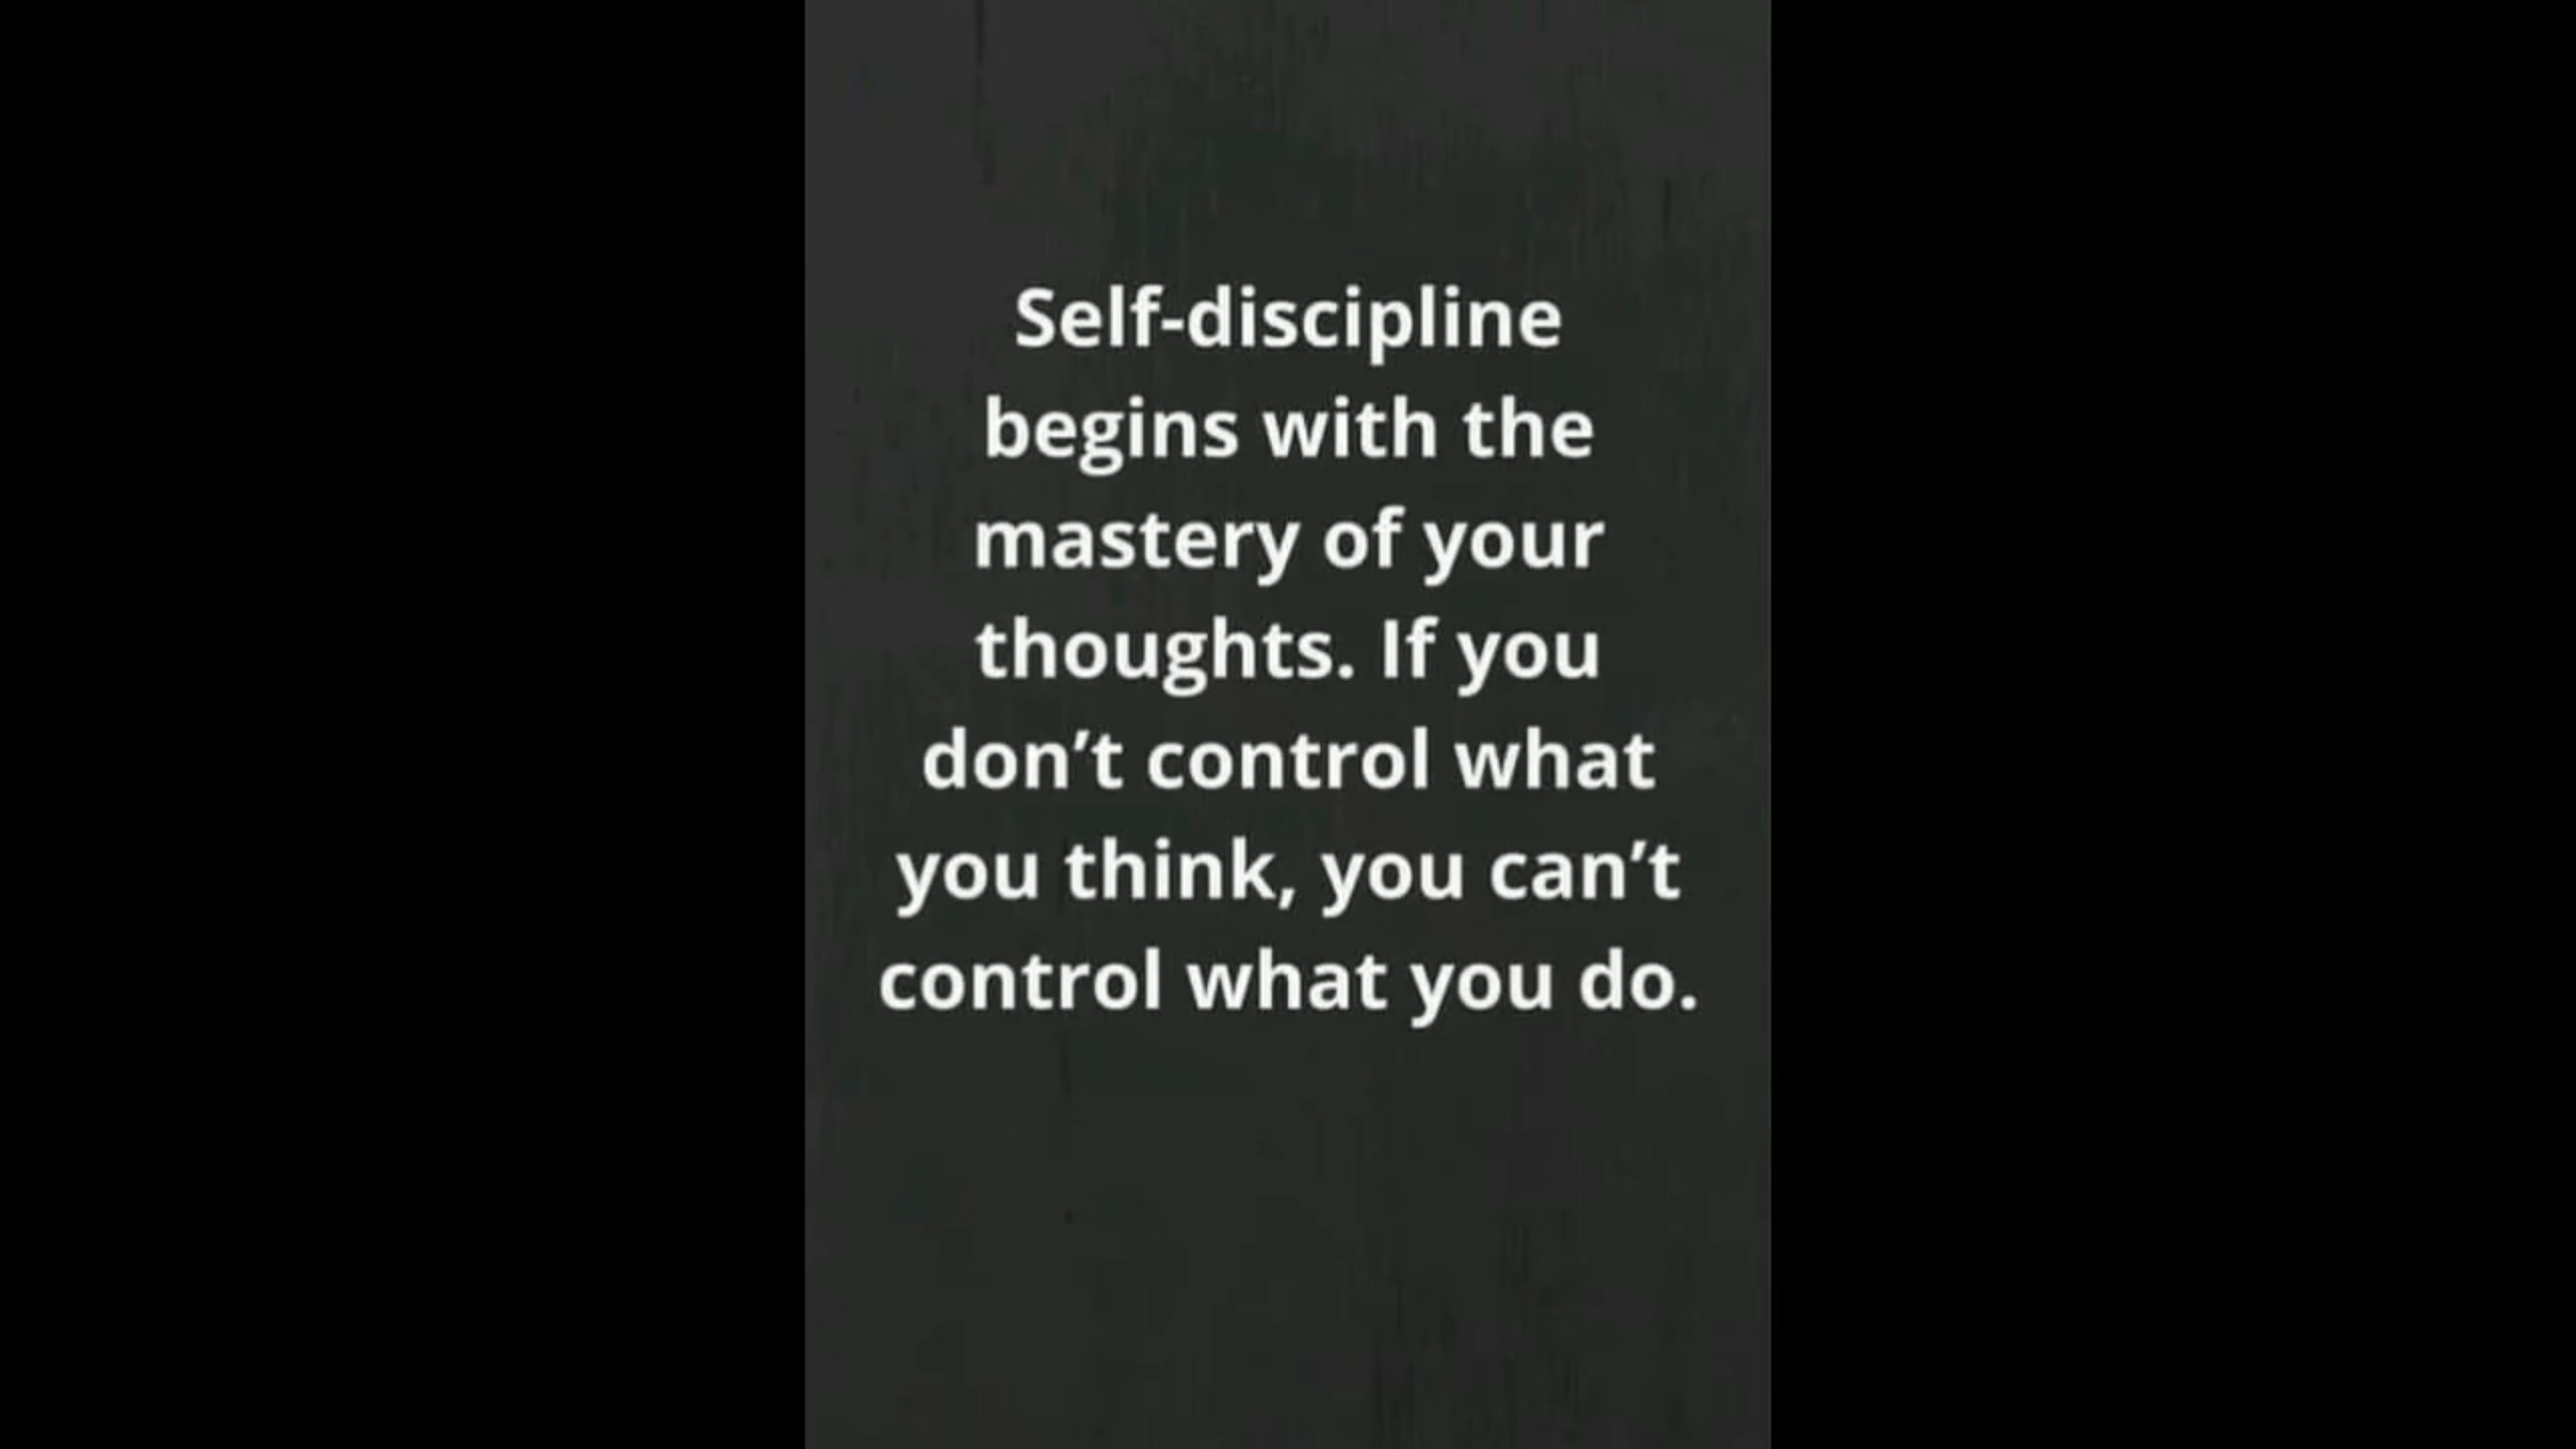 Self-discipline
begins with the
mastery of your
thoughts. If you
don’t control what
you think, you can’t
control what you do.